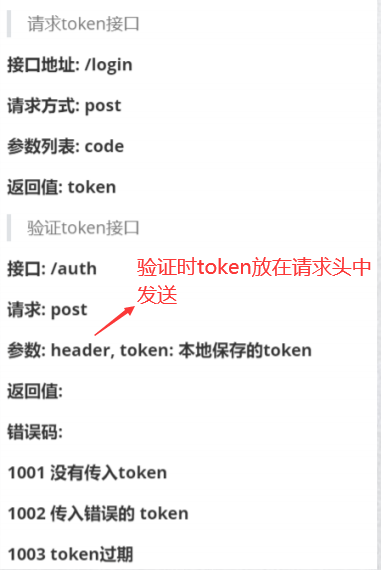 请求token接口
接口地址: /login
请求方式: post
参数列表: code
返回值: token
验证token接口
接口: /auth
验证时token放在请求头中
发送
请求: post
参数: header, token: 本地保存的token
返回值:
错误码:
1001 没有传入token
1002 传入错误的 token
1003 token过期